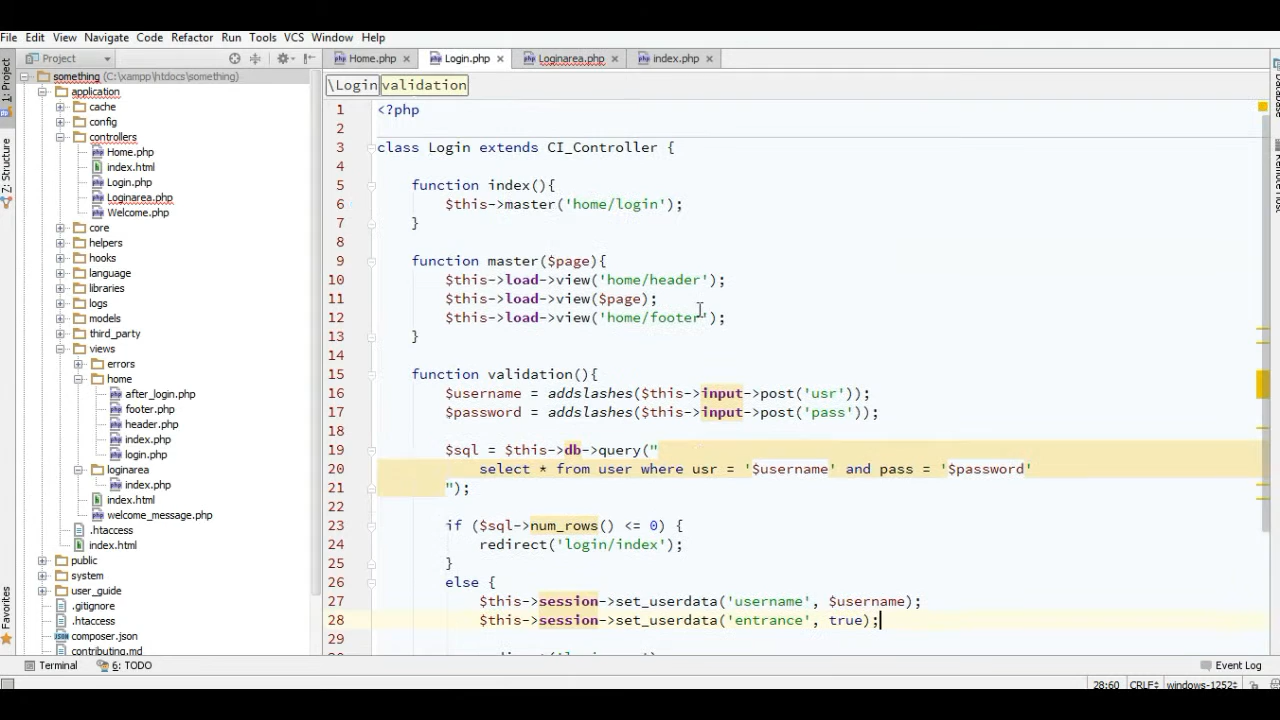 File Edit View Navigate Code Refactor Run Tools VCS Window Help
Project
Home.php
Login.php
Loginarea.php
index.php
1: Project
Z: Structure
Favorites
something (C:\xampp\htdocs\something)
application
cache
config
controllers
Home.php
index.html
Login.php
Loginarea.php
Welcome.php
core
helpers
hooks
language
libraries
logs
models
third_party
views
errors
home
after_login.php
footer.php
header.php
index.php
login.php
loginarea
index.php
index.html
welcome_message.php
.htaccess
index.html
public
system
user_guide
.gitignore
.htaccess
composer.json
contributing.md
\Login validation
1 <?php
2
3 class Login extends CI_Controller {
4
5 function index(){
6 $this->master('home/login');
7 }
8
9 function master($page){
10 $this->load->view('home/header');
11 $this->load->view($page);
12 $this->load->view('home/footer');
13 }
14
15 function validation(){
16 $username = addslashes($this->input->post('usr'));
17 $password = addslashes($this->input->post('pass'));
18
19 $sql = $this->db->query("
20 select * from user where usr = '$username' and pass = '$password'
21 ");
22
23 if ($sql->num_rows() <= 0) {
24 redirect('login/index');
25 }
26 else {
27 $this->session->set_userdata('username', $username);
28 $this->session->set_userdata('entrance', true);
29
Database
Terminal
6: TODO
Event Log
28:60 CRLF windows-1252